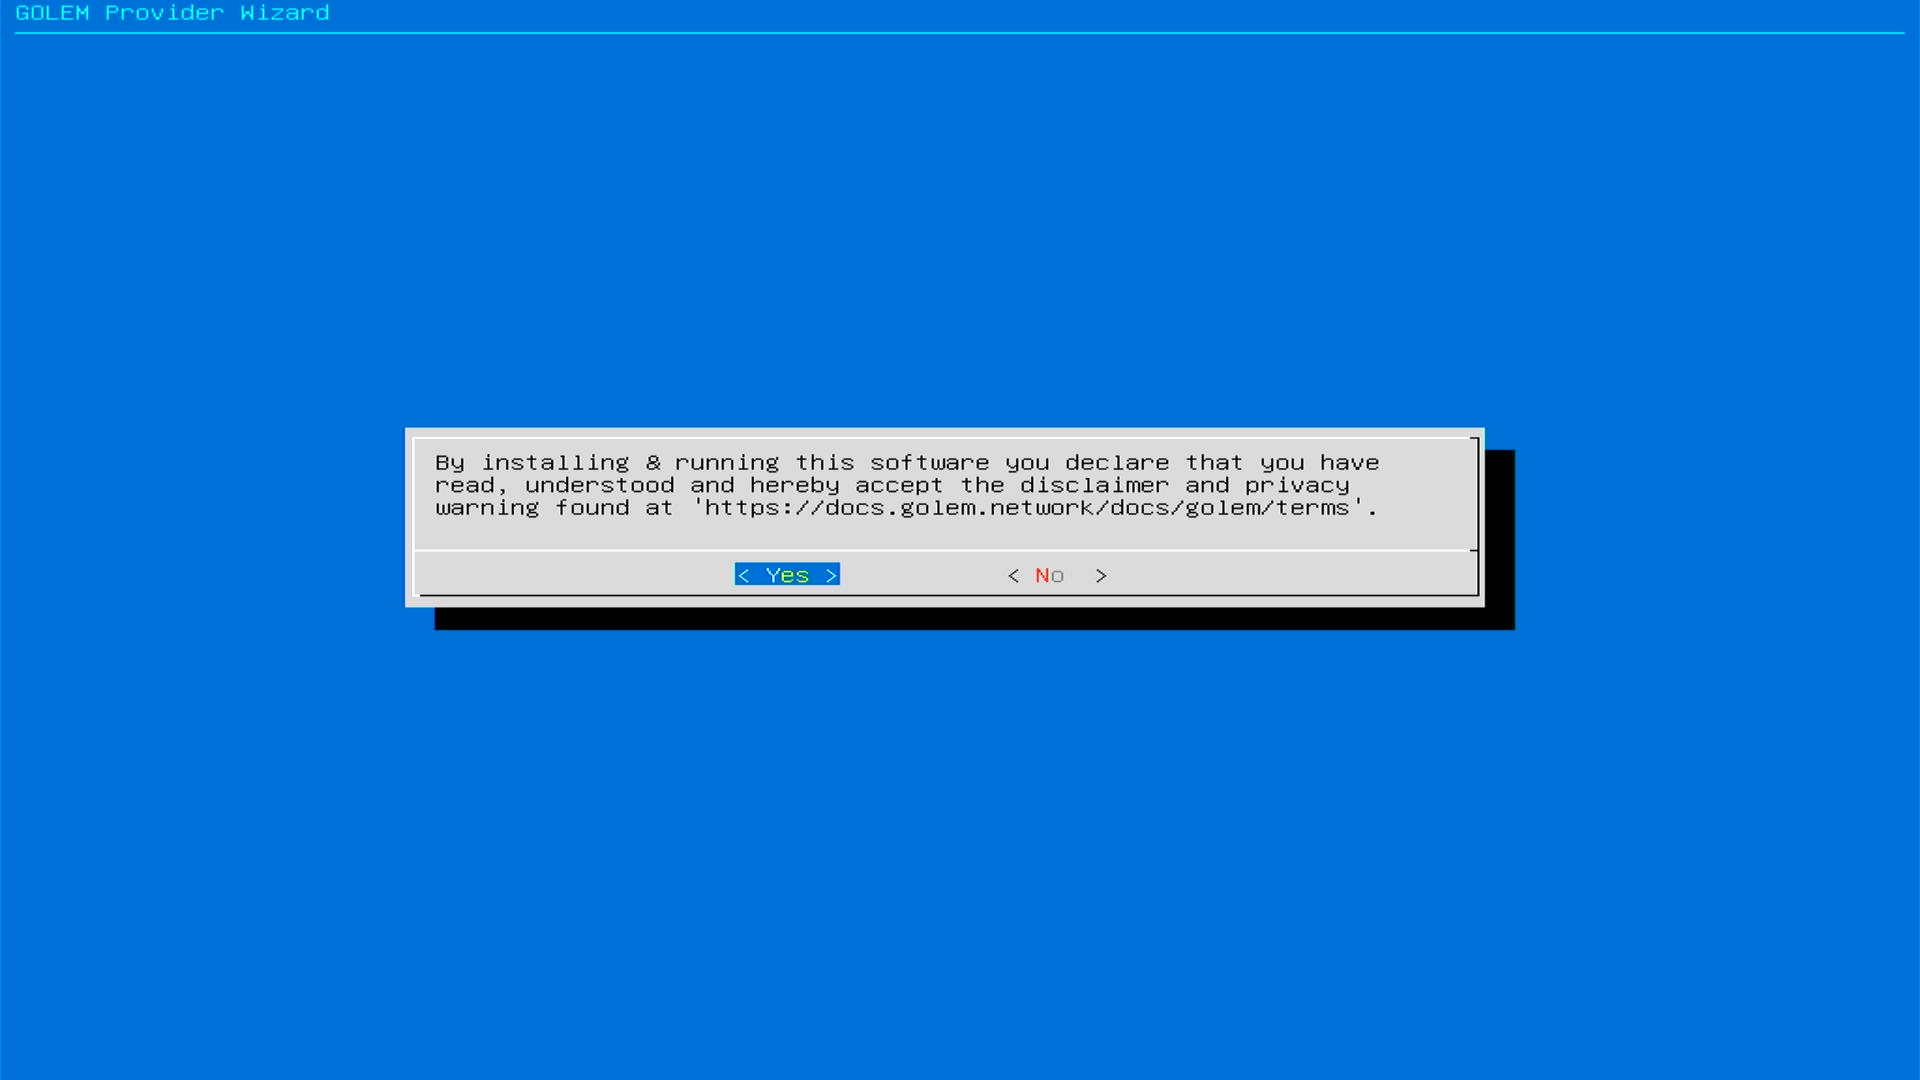 GOLEM Provider Wizard
By installing & running this software you declare that you have
read, understood and hereby accept the disclaimer and privacy
warning found at 'https://docs.golem.network/docs/golem/terms'.
< Yes > < No >